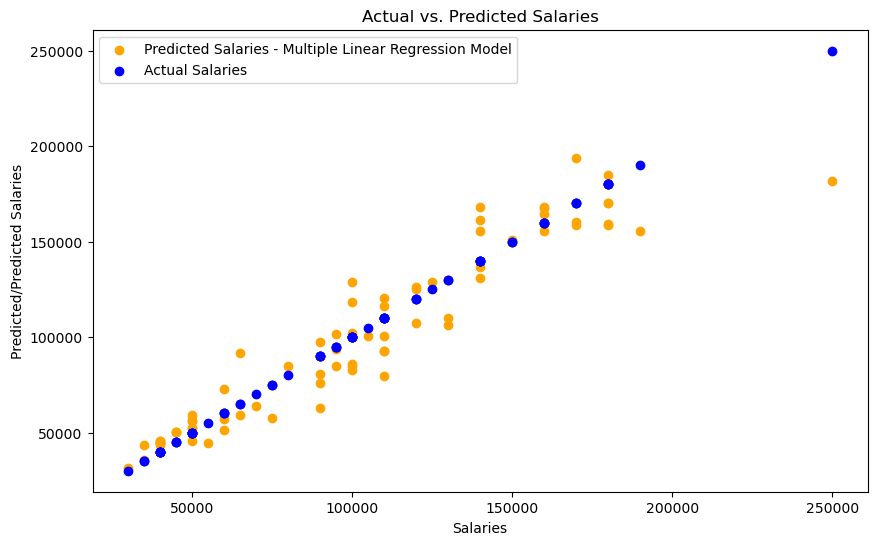 Actual vs. Predicted Salaries
Predicted Salaries - Multiple Linear Regression Model
Actual Salaries
250000
200000
150000
100000
50000
Predicted/Predicted Salaries
50000
100000
150000
200000
250000
Salaries